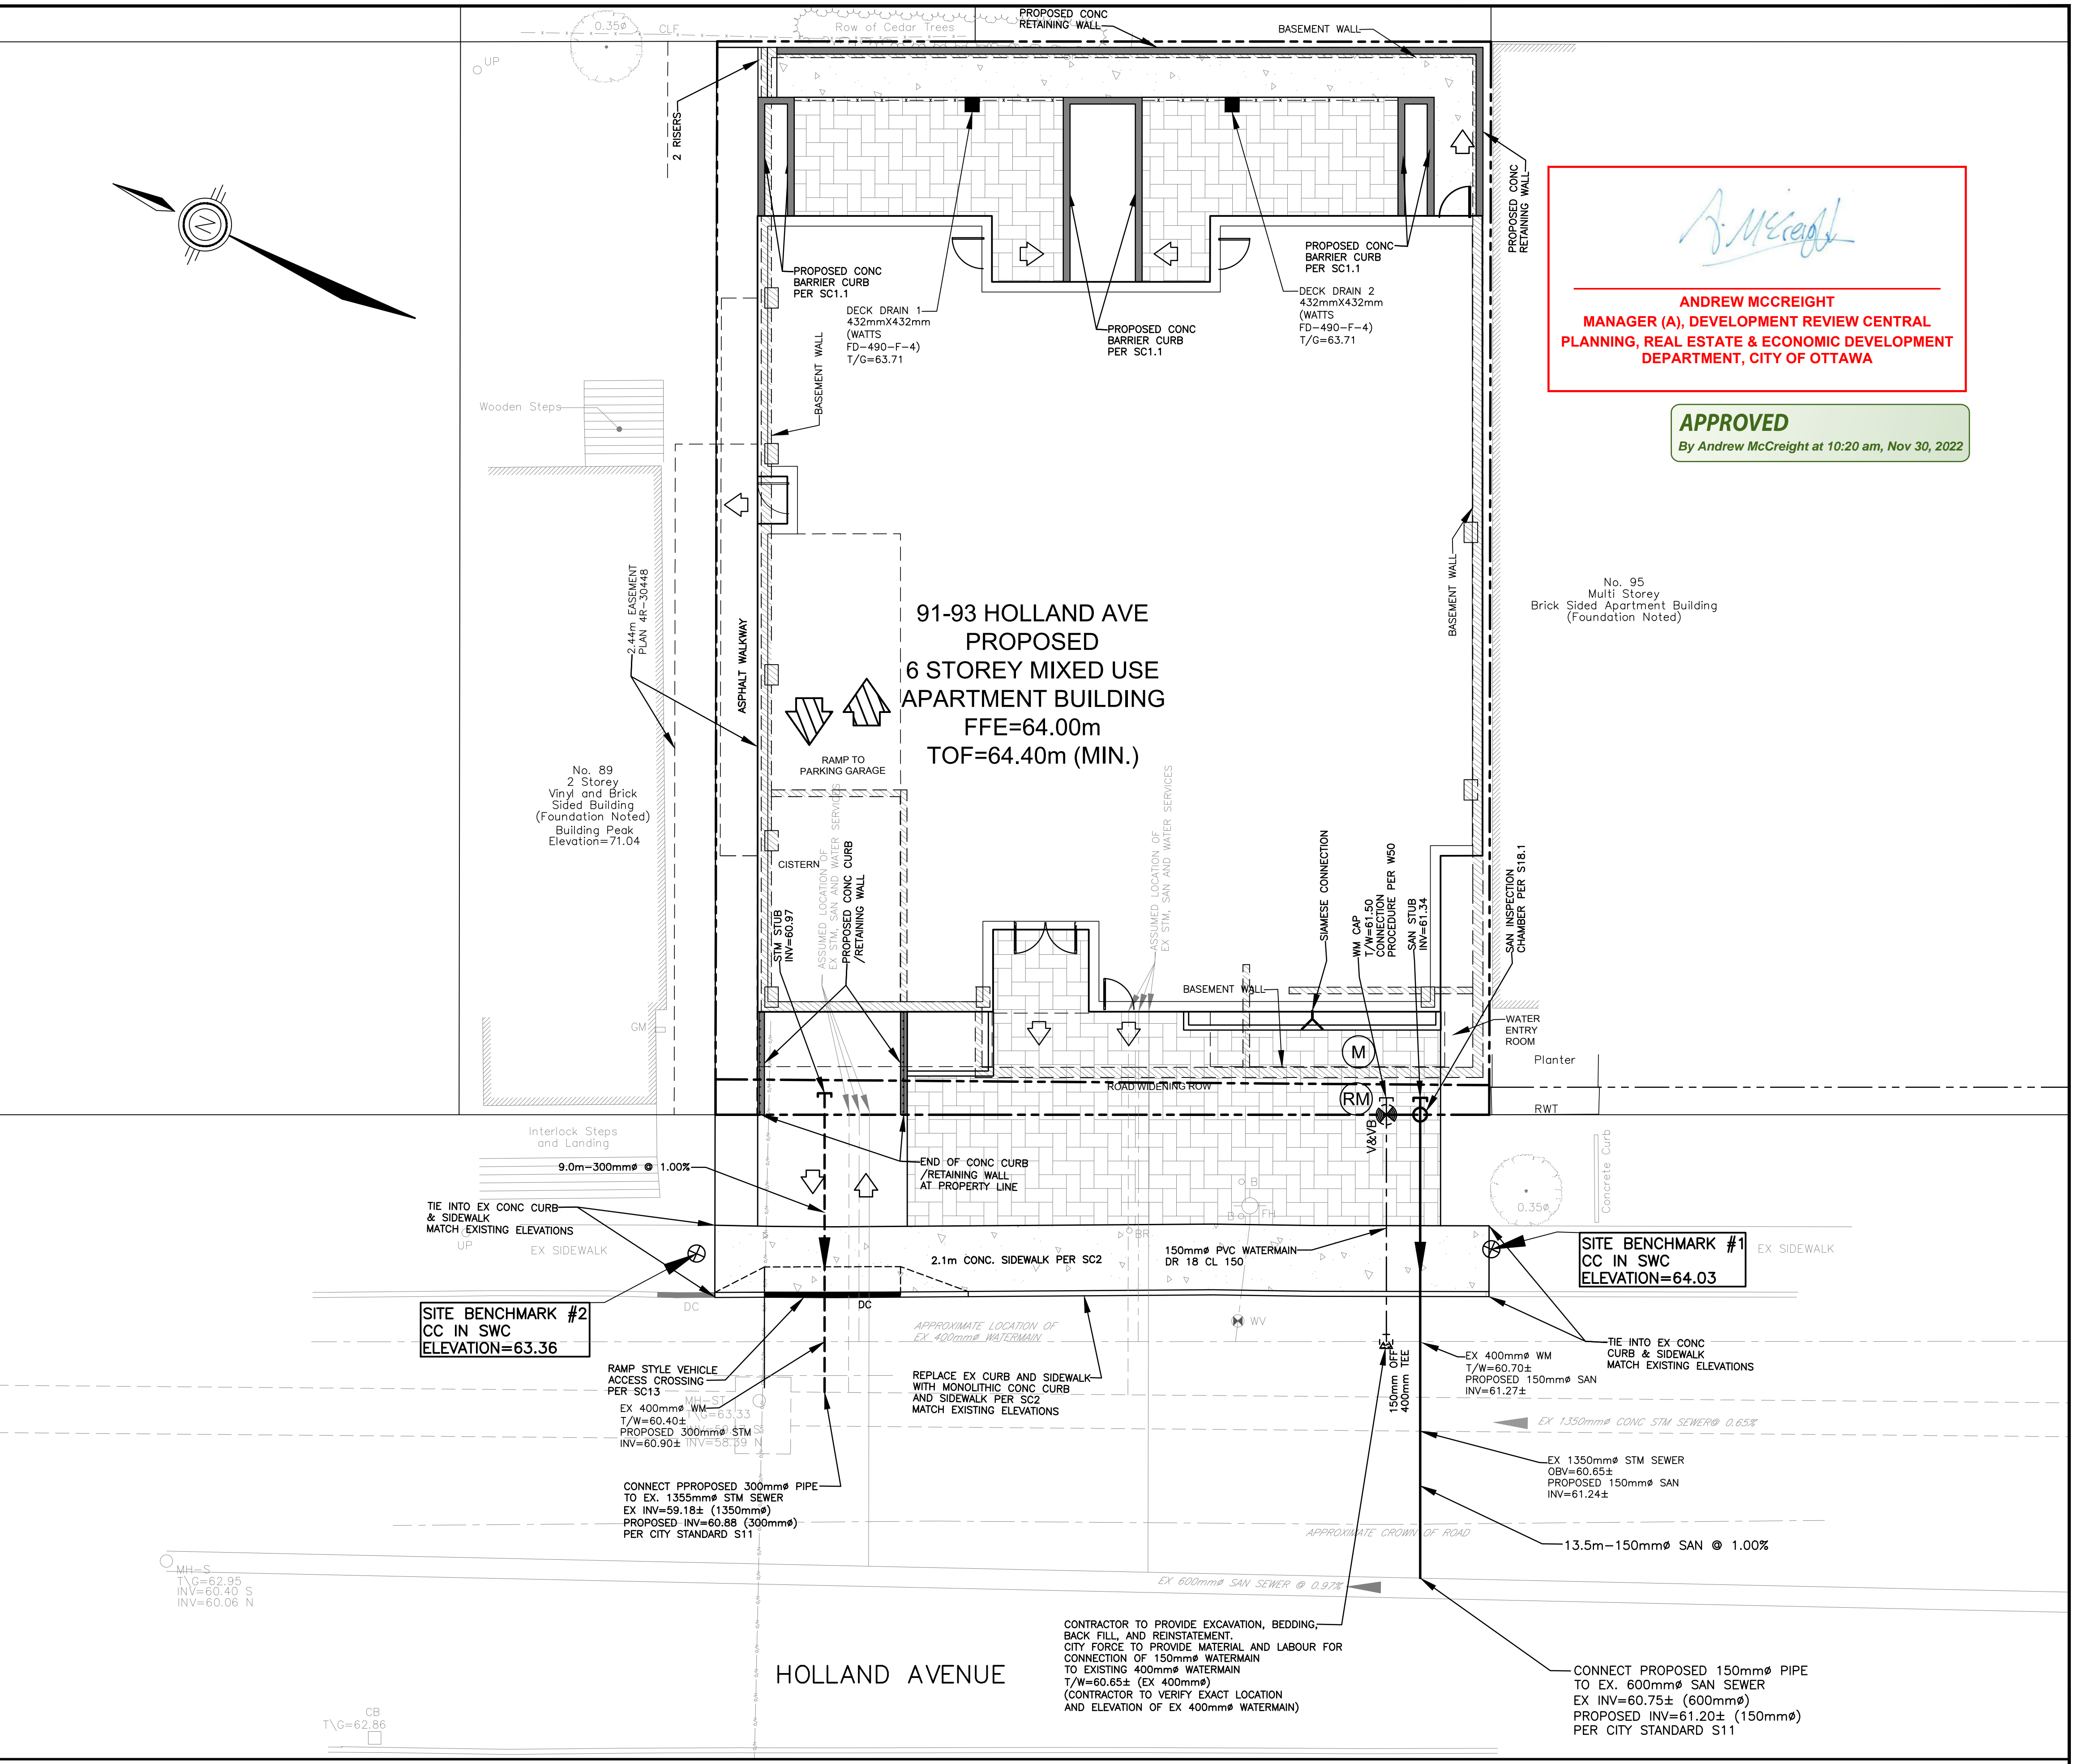 PROPOSED CONC
RETAINING WALL
BASEMENT WALL
0.35ø
CLF
Row of Cedar Trees
UP
2 RISERS
N
PROPOSED CONC
RETAINING WALL
PROPOSED CONC
BARRIER CURB
PER SC1.1
DECK DRAIN 1
432mmX432mm
(WATTS
FD-490-F-4)
T/G=63.71
PROPOSED CONC
BARRIER CURB
PER SC1.1
PROPOSED CONC
BARRIER CURB
PER SC1.1
DECK DRAIN 2
432mmX432mm
(WATTS
FD-490-F-4)
T/G=63.71
A. McCreight
ANDREW MCCREIGHT
MANAGER (A), DEVELOPMENT REVIEW CENTRAL
PLANNING, REAL ESTATE & ECONOMIC DEVELOPMENT
DEPARTMENT, CITY OF OTTAWA
APPROVED
By Andrew McCreight at 10:20 am, Nov 30, 2022
BASEMENT WALL
Wooden Steps
2.44m EASEMENT
PLAN 4R-30448
ASPHALT WALKWAY
BASEMENT WALL
No. 95
Multi Storey
Brick Sided Apartment Building
(Foundation Noted)
91-93 HOLLAND AVE
PROPOSED
6 STOREY MIXED USE
APARTMENT BUILDING
FFE=64.00m
TOF=64.40m (MIN.)
RAMP TO
PARKING GARAGE
No. 89
2 Storey
Vinyl and Brick
Sided Building
(Foundation Noted)
Building Peak
Elevation=71.04
CISTERN
STM STUB
INV=60.97
ASSUMED LOCATION OF
EX STM, SAN AND WATER SERVICES
PROPOSED CONC CURB
/RETAINING WALL
ASSUMED LOCATION OF
EX STM, SAN AND WATER SERVICES
SIAMESE CONNECTION
WM CAP
T/W=61.50
CONNECTION
PROCEDURE PER W50
SAN STUB
INV=61.34
SAN INSPECTION
CHAMBER PER S18.1
BASEMENT WALL
GM
WATER
ENTRY
ROOM
M
Planter
ROAD WIDENING ROW
RM
RWT
V&VB
Interlock Steps
and Landing
9.0m-300mmø @ 1.00%
END OF CONC CURB
/RETAINING WALL
AT PROPERTY LINE
Concrete Curb
0.35ø
B
B
FH
BR
TIE INTO EX CONC CURB
& SIDEWALK
MATCH EXISTING ELEVATIONS
UP
EX SIDEWALK
2.1m CONC. SIDEWALK PER SC2
150mmø PVC WATERMAIN
DR 18 CL 150
SITE BENCHMARK #1
CC IN SWC
ELEVATION=64.03
EX SIDEWALK
SITE BENCHMARK #2
CC IN SWC
ELEVATION=63.36
DC
DC
APPROXIMATE LOCATION OF
EX 400mmø WATERMAIN
WV
TIE INTO EX CONC
CURB & SIDEWALK
MATCH EXISTING ELEVATIONS
RAMP STYLE VEHICLE
ACCESS CROSSING
PER SC13
REPLACE EX CURB AND SIDEWALK
WITH MONOLITHIC CONC CURB
AND SIDEWALK PER SC2
MATCH EXISTING ELEVATIONS
150mm OFF
400mm TEE
EX 400mmø WM
T/W=60.70±
PROPOSED 150mmø SAN
INV=61.27±
EX 400mmø WM
T/W=60.40±
PROPOSED 300mmø STM
INV=60.90±
MH-ST
T\G=63.33
INV=58.39 N
EX 1350mmø CONC STM SEWER@ 0.65%
EX 1350mmø STM SEWER
OBV=60.65±
PROPOSED 150mmø SAN
INV=61.24±
CONNECT PPROPOSED 300mmø PIPE
TO EX. 1355mmø STM SEWER
EX INV=59.18± (1350mmø)
PROPOSED INV=60.88 (300mmø)
PER CITY STANDARD S11
APPROXIMATE CROWN OF ROAD
13.5m-150mmø SAN @ 1.00%
MH-S
T\G=62.95
INV=60.40 S
INV=60.06 N
EX 600mmø SAN SEWER @ 0.97%
CONTRACTOR TO PROVIDE EXCAVATION, BEDDING,
BACK FILL, AND REINSTATEMENT.
CITY FORCE TO PROVIDE MATERIAL AND LABOUR FOR
CONNECTION OF 150mmø WATERMAIN
TO EXISTING 400mmø WATERMAIN
T/W=60.65± (EX 400mmø)
(CONTRACTOR TO VERIFY EXACT LOCATION
AND ELEVATION OF EX 400mmø WATERMAIN)
HOLLAND AVENUE
CONNECT PROPOSED 150mmø PIPE
TO EX. 600mmø SAN SEWER
EX INV=60.75± (600mmø)
PROPOSED INV=61.20± (150mmø)
PER CITY STANDARD S11
CB
T\G=62.86